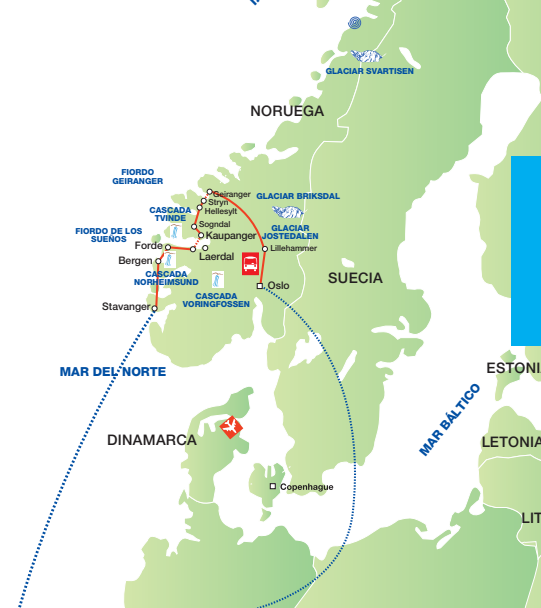 GLACIAR SVARTISEN
NORUEGA
FIORDO
GEIRANGER
Geiranger
GLACIAR BRIKSDAL
Stryn
Hellesylt
CASCADA
TVINDE
Sogndal
GLACIAR
JOSTEDALEN
FIORDO DE LOS
SUEÑOS
Kaupanger
Forde
Lillehammer
Laerdal
Bergen
CASCADA
NORHEIMSUND
SUECIA
Oslo
CASCADA
VORINGFOSSEN
Stavanger
ESTONI
MAR DEL NORTE
MAR BÁLTICO
DINAMARCA
LETONIA
Copenhague
LIT